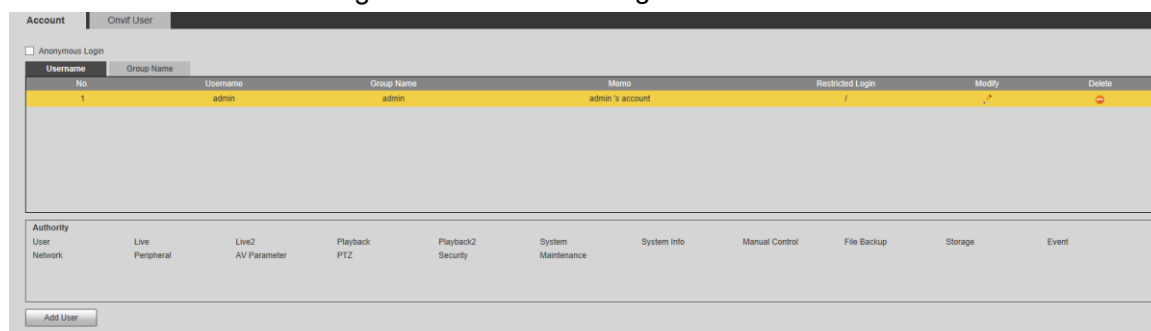 Account Onvif User
Anonymous Login
Username Group Name
No. Username Group Name Memo Restricted Login Modify Delete
1 admin admin admin 's account /
Authority
User Live Live2 Playback Playback2 System System Info Manual Control File Backup Storage Event
Network Peripheral AV Parameter PTZ Security Maintenance
Add User